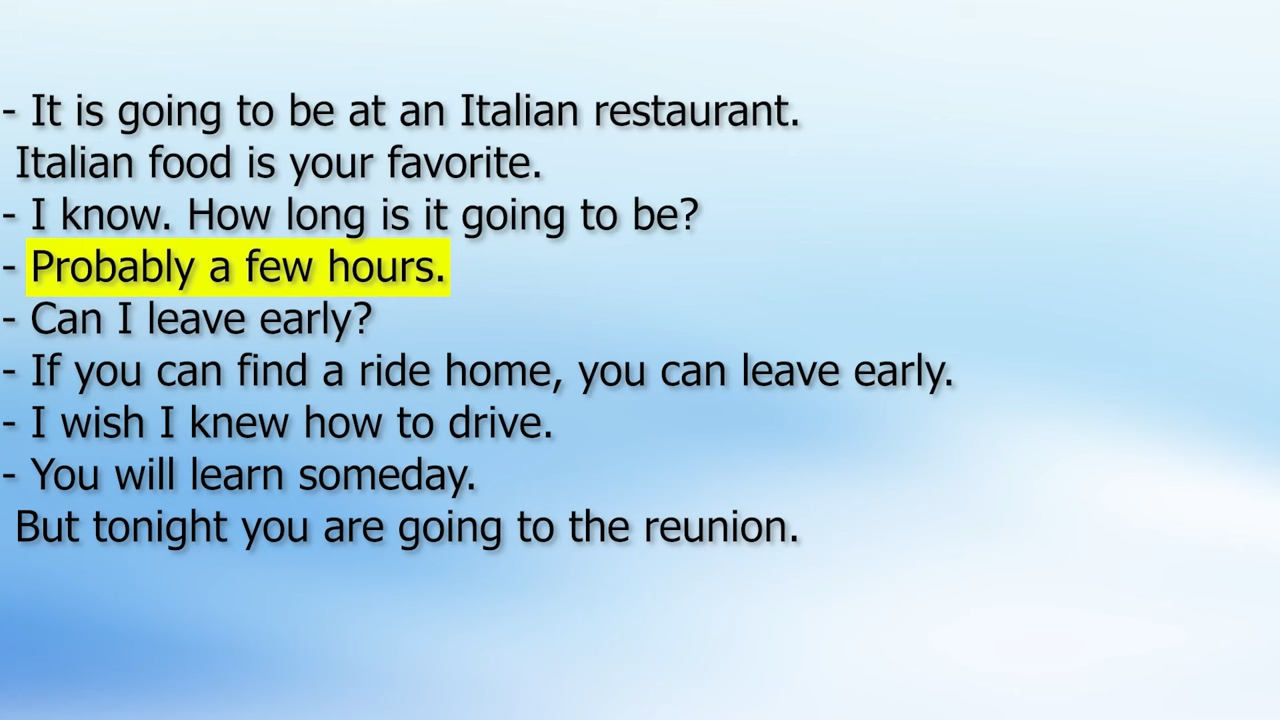 - It is going to be at an Italian restaurant.
Italian food is your favorite.
- I know. How long is it going to be?
- Probably a few hours.
- Can I leave early?
- If you can find a ride home, you can leave early.
- I wish I knew how to drive.
- You will learn someday.
But tonight you are going to the reunion.